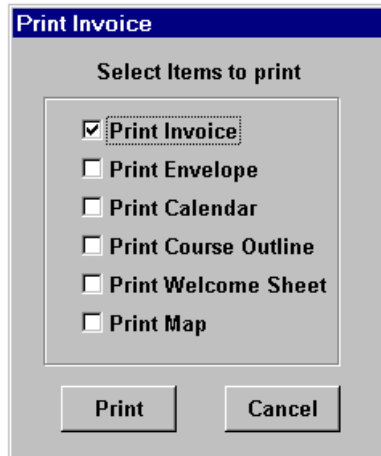 Print Invoice
Select Items to print
Print Invoice
Print Envelope
Print Calendar
Print Course Outline
Print Welcome Sheet
Print Map
Print Cancel